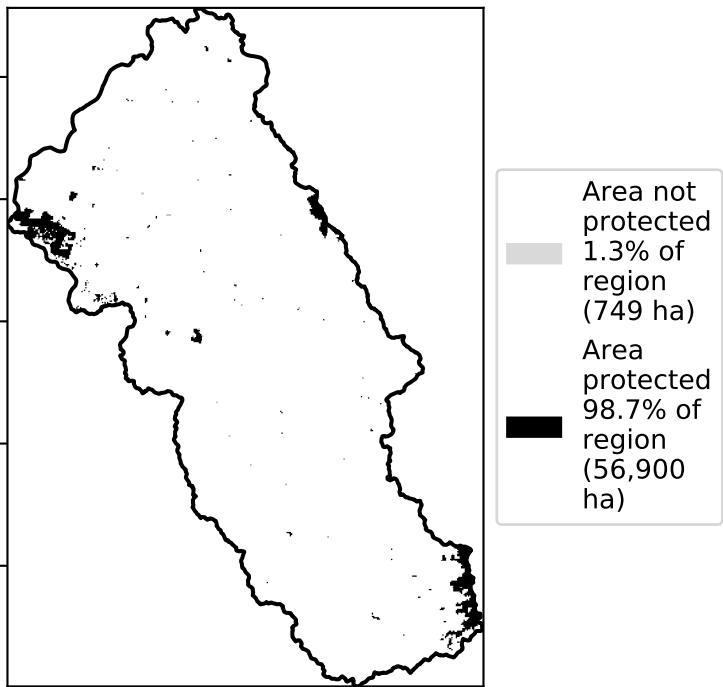 Area not
protected
1.3% of
region
(749 ha)
Area
protected
98.7% of
region
(56,900
ha)